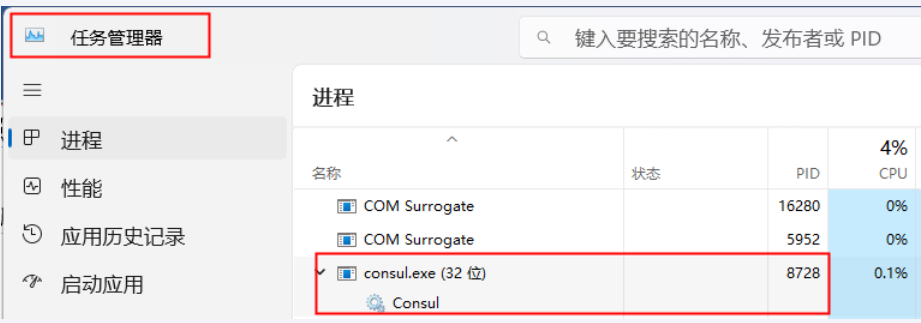 任务管理器
键入要搜索的名称、发布者或 PID
进程
进程
性能
应用历史记录
启动应用
4%
名称 状态 PID CPU
COM Surrogate 16280 0%
COM Surrogate 5952 0%
consul.exe (32 位) 8728 0.1%
Consul